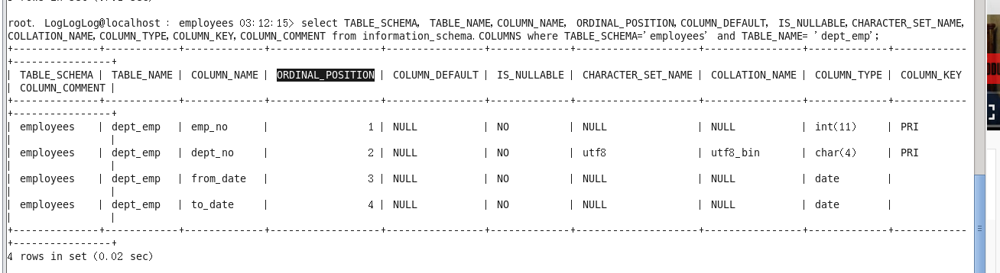 root. LogLogLog@localhost : employees 03:12:15> select TABLE_SCHEMA, TABLE_NAME,COLUMN_NAME, ORDINAL_POSITION,COLUMN_DEFAULT, IS_NULLABLE,CHARACTER_SET_NAME,
COLLATION_NAME,COLUMN_TYPE,COLUMN_KEY,COLUMN_COMMENT from information_schema.COLUMNS where TABLE_SCHEMA='employees' and TABLE_NAME= 'dept_emp';
+--------------+------------+-------------+------------------+----------------+-------------+--------------------+----------------+-------------+------------
+----------------+
| TABLE_SCHEMA | TABLE_NAME | COLUMN_NAME | ORDINAL_POSITION | COLUMN_DEFAULT | IS_NULLABLE | CHARACTER_SET_NAME | COLLATION_NAME | COLUMN_TYPE | COLUMN_KEY
| COLUMN_COMMENT |
+--------------+------------+-------------+------------------+----------------+-------------+--------------------+----------------+-------------+------------
+----------------+
| employees | dept_emp | emp_no | 1 | NULL | NO | NULL | NULL | int(11) | PRI
| |
| employees | dept_emp | dept_no | 2 | NULL | NO | utf8 | utf8_bin | char(4) | PRI
| |
| employees | dept_emp | from_date | 3 | NULL | NO | NULL | NULL | date |
| |
| employees | dept_emp | to_date | 4 | NULL | NO | NULL | NULL | date |
| |
+--------------+------------+-------------+------------------+----------------+-------------+--------------------+----------------+-------------+------------
+----------------+
4 rows in set (0.02 sec)